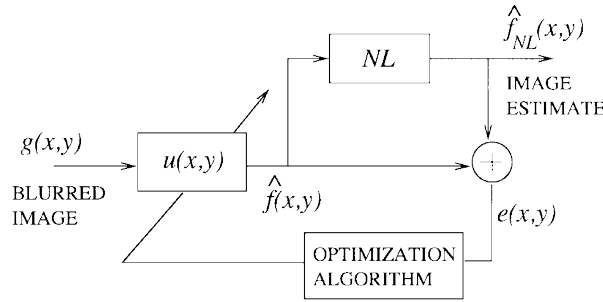 f̂_NL(x,y)
NL
IMAGE
ESTIMATE
g(x,y)
u(x,y)
+
BLURRED
IMAGE
f̂(x,y)
e(x,y)
OPTIMIZATION
ALGORITHM